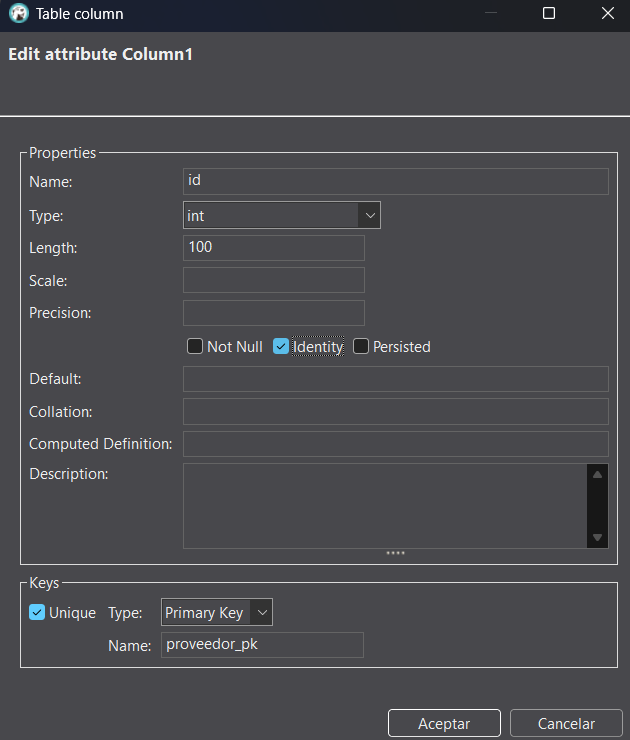 Table column
Edit attribute Column1
Properties
Name: id
Type: int
Length: 100
Scale:
Precision:
Not Null Identity Persisted
Default:
Collation:
Computed Definition:
Description:
Keys
Unique Type: Primary Key
Name: proveedor_pk
Aceptar Cancelar